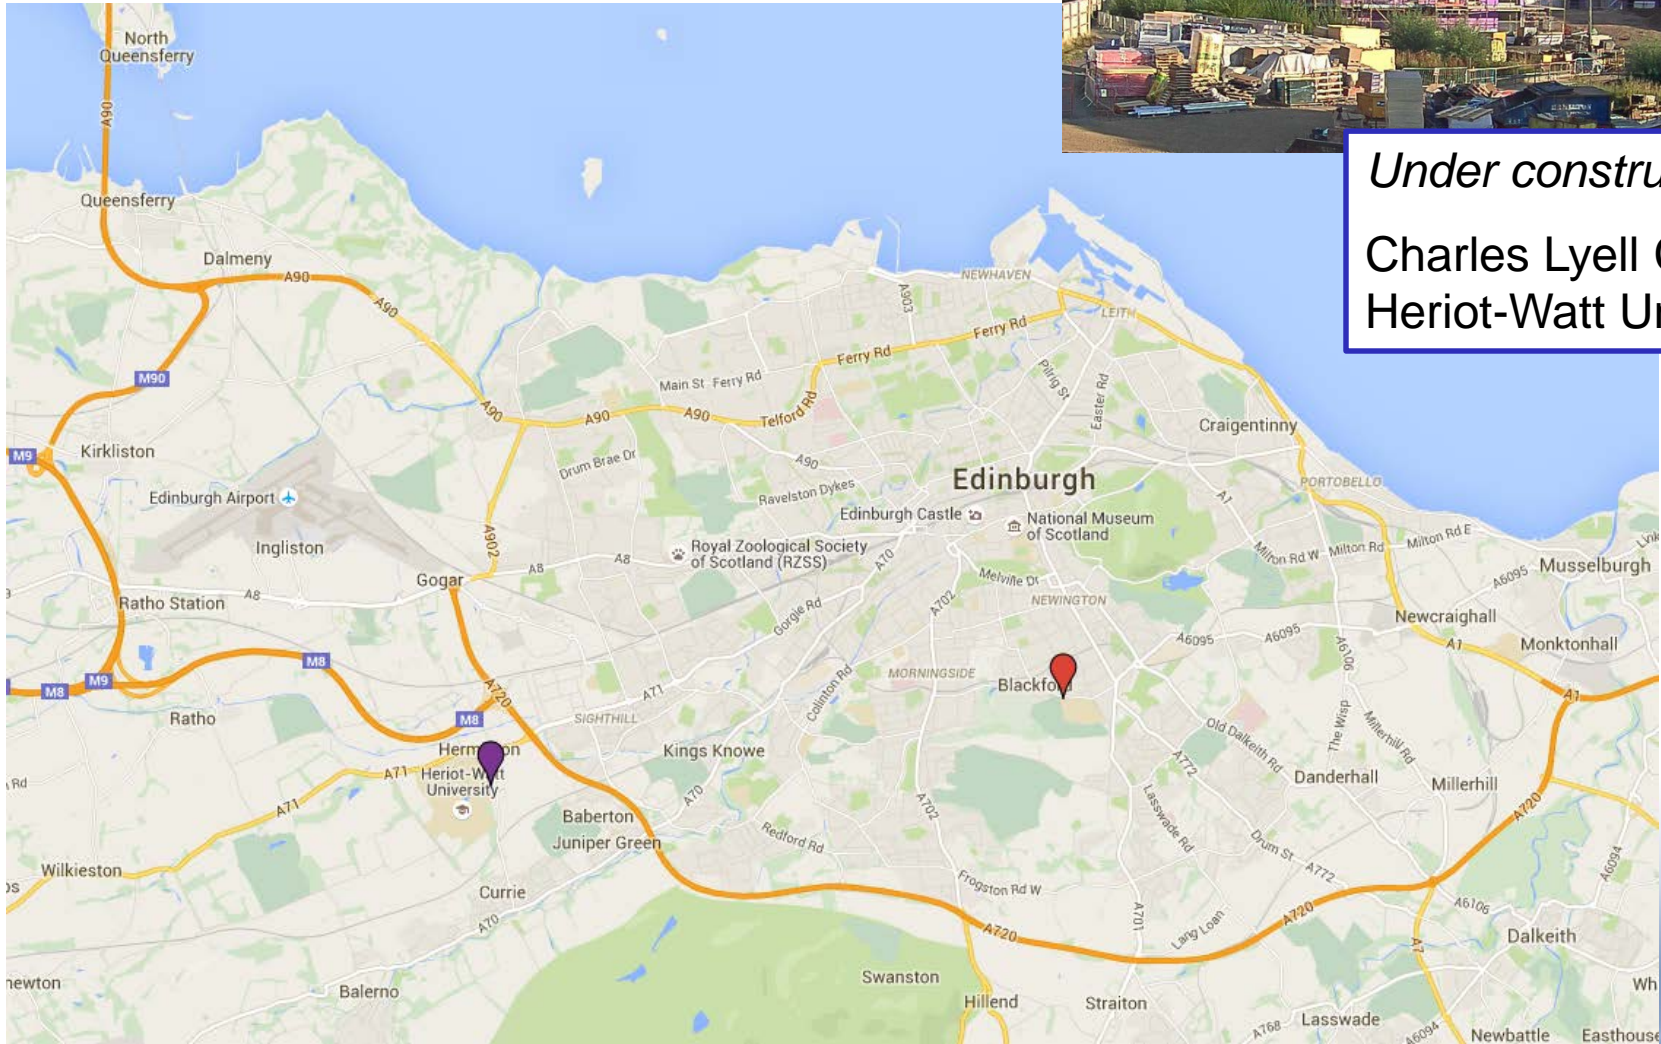 North
Queensferry
A90
Under constru
Charles Lyell
Heriot-Watt Un
Queensferry
Dalmeny
A90
A90
NEWHAVEN
A903
LEITH
Ferry Rd
Ferry Rd
M90
Main St
Ferry Rd
Pilrig St
Easter Rd
A90
A90
A90
Telford Rd
Craigentinny
M9
Kirkliston
Drum Brae Dr
A90
Edinburgh
PORTOBELLO
Edinburgh Airport
Ravelston Dykes
A1
Edinburgh Castle
National Museum
of Scotland
A902
Ingliston
Royal Zoological Society
of Scotland (RZSS)
A70
Milton Rd W
Milton Rd
Milton Rd E
Link
Musselburgh
A8
A8
Gogar
Melville Dr
A6095
A8
Ratho Station
Gorgie Rd
A702
NEWINGTON
Newcraighall
A6095
A6095
A6106
A1
Monktonhall
M8
MORNINGSIDE
M9
M8
A720
A71
Colinton Rd
Blackford
A1
Ratho
M8
SIGHTHILL
Old Dalkeith Rd
The Wisp
Millerhill Rd
Hermiston
Kings Knowe
A772
A71
Heriot-Watt
University
Danderhall
Millerhill
n Rd
A71
A70
A702
Lasswade Rd
A720
Baberton
Juniper Green
Redford Rd
Drum St
A772
A6094
Wilkieston
os
Currie
Frogston Rd W
A6106
A70
A720
A701
Lang Loan
A720
A7
Dalkeith
newton
Balerno
Swanston
Wh
Hillend
Straiton
A768
Lasswade
A6094
Newbattle
Easthouse